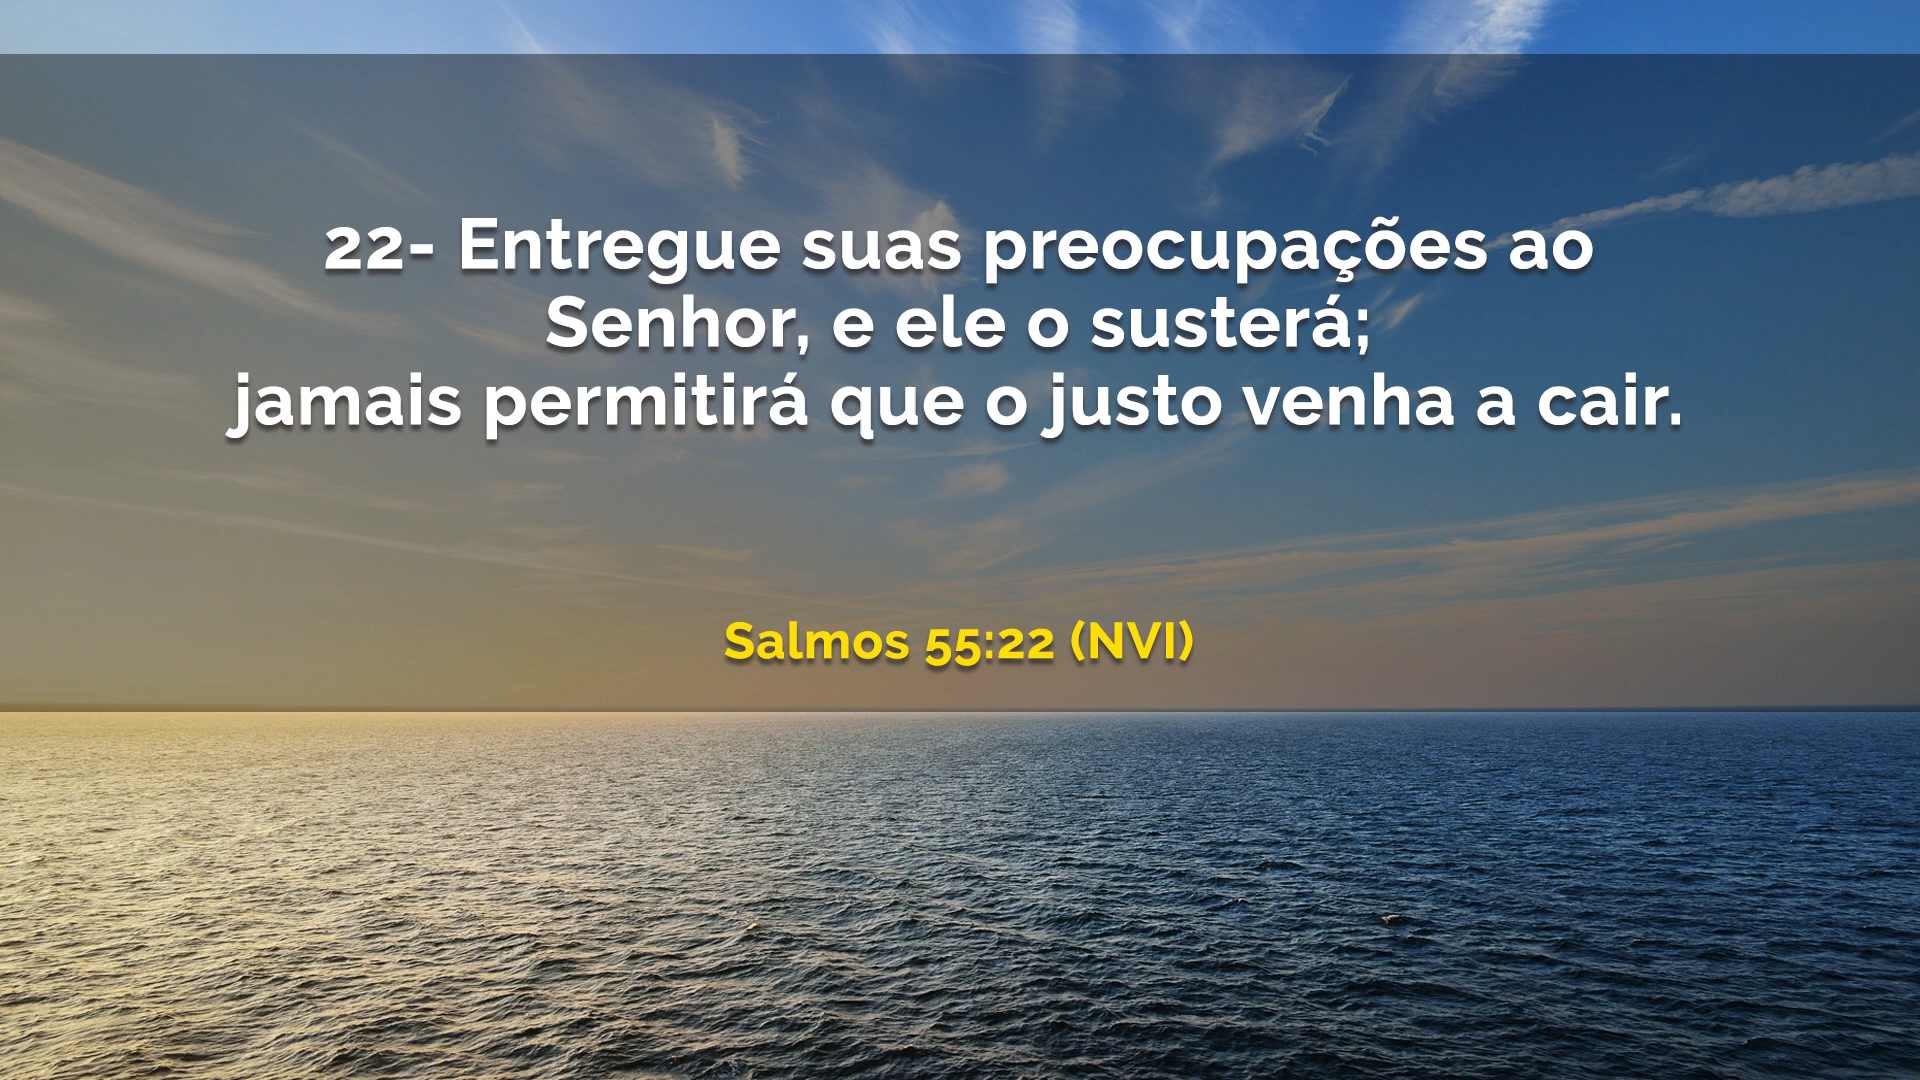 22- Entregue suas preocupações ao
Senhor, e ele o susterá;
jamais permitirá que o justo venha a cair.
Salmos 55:22 (NVI)